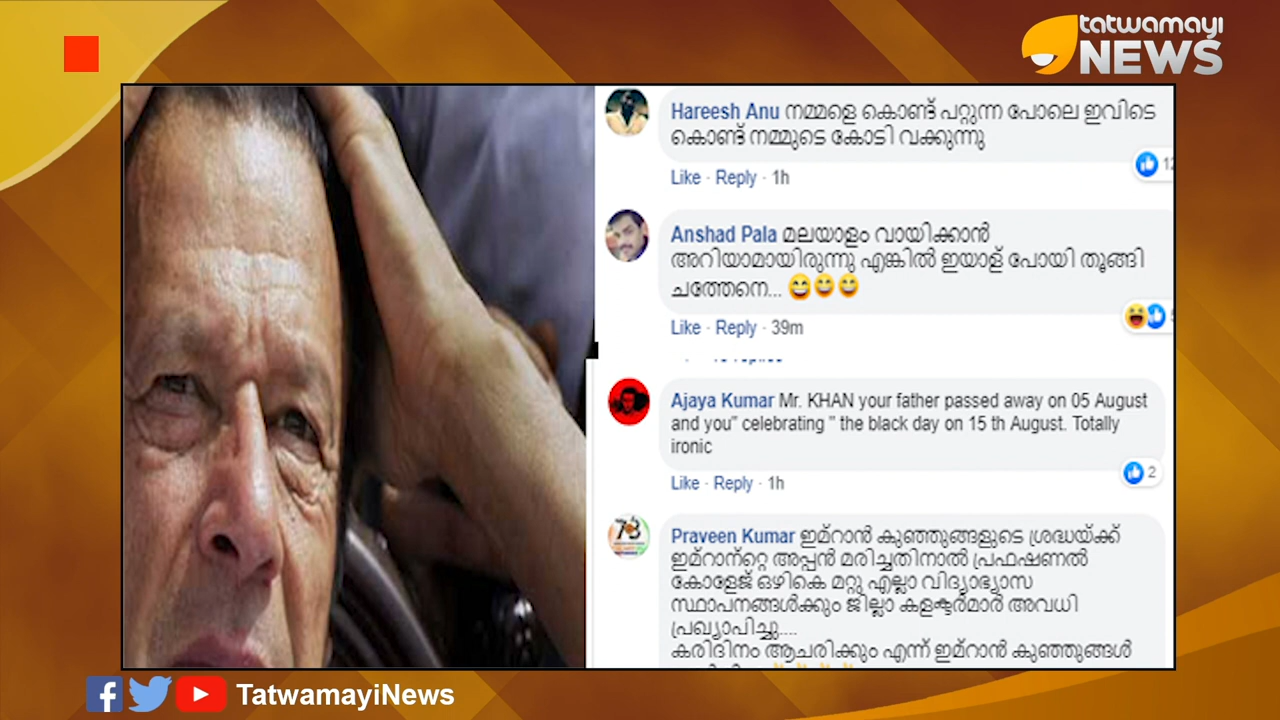 tatwamayi
NEWS
Hareesh Anu നമ്മളെ കൊണ്ട് പറ്റുന്ന പോലെ ഇവിടെ
കൊണ്ട് നമ്മുടെ കോടി വക്കുന്നു
12
Like · Reply · 1h
Anshad Pala മലയാളം വായിക്കാൻ
അറിയാമായിരുന്നു എങ്കിൽ ഇയാള് പോയി തൂങ്ങി
ചത്തേനെ... 😄😄😄
Like · Reply · 39m
Ajaya Kumar Mr. KHAN your father passed away on 05 August
and you" celebrating " the black day on 15 th August. Totally
ironic
2
Like · Reply · 1h
Praveen Kumar ഇമ്റാൻ കുഞ്ഞുങ്ങളുടെ ശ്രദ്ധയ്ക്ക്
ഇമ്റാന്റെ അപ്പൻ മരിച്ചതിനാൽ പ്രഫഷണൽ
കോളേജ് ഒഴികെ മറ്റു എല്ലാ വിദ്യാഭ്യാസ
സ്ഥാപനങ്ങൾക്കും ജില്ലാ കളക്ടർമാർ അവധി
പ്രഖ്യാപിച്ചു....
കരിദിനം ആചരിക്കും എന്ന് ഇമ്റാൻ കുഞ്ഞുങ്ങൾ
TatwamayiNews